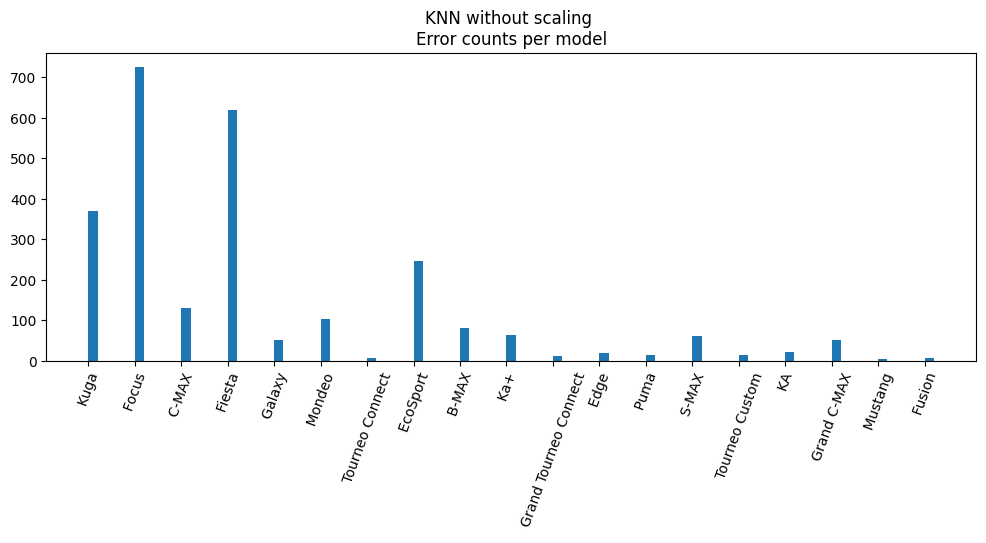 KNN without scaling
Error counts per model
700
600
500
400
300
200
100
0
Kuga
Focus
C-MAX
Fiesta
Galaxy
Mondeo
Tourneo Connect
EcoSport
B-MAX
Ka+
Grand Tourneo Connect
Edge
Puma
S-MAX
Tourneo Custom
KA
Grand C-MAX
Mustang
Fusion